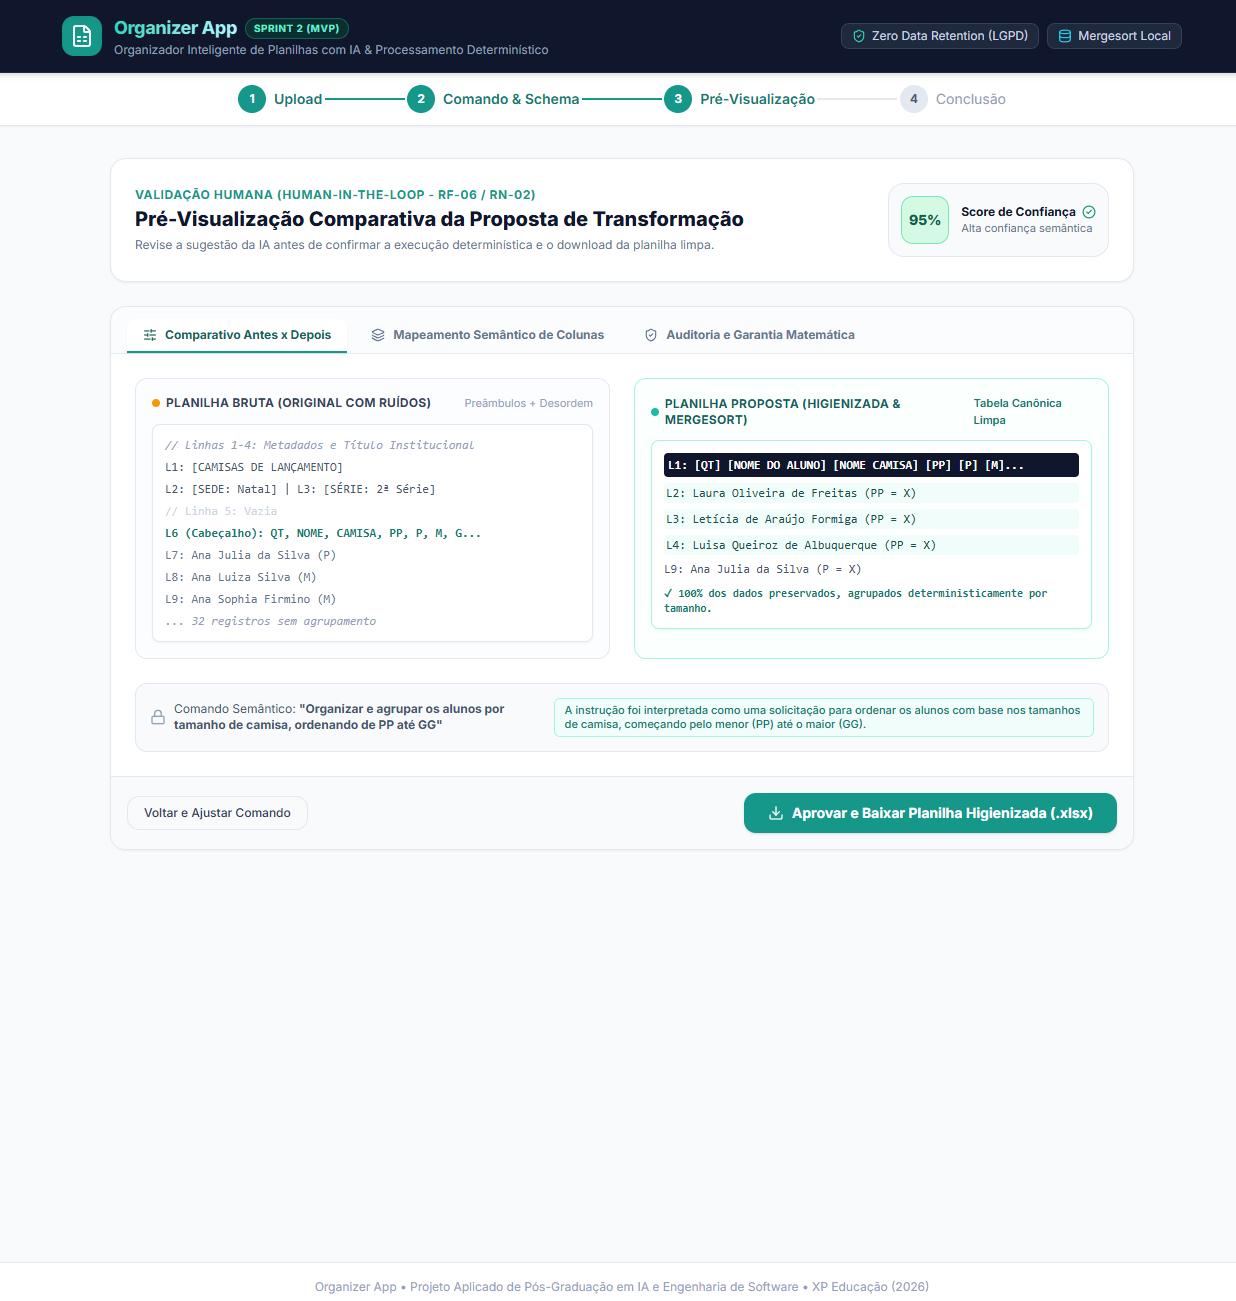 Organizer App SPRINT 2 (MVP)
Organizador Inteligente de Planilhas com IA & Processamento Determinístico
Zero Data Retention (LGPD)
Mergesort Local
1 Upload
2 Comando & Schema
3 Pré-Visualização
4 Conclusão
VALIDAÇÃO HUMANA (HUMAN-IN-THE-LOOP - RF-06 / RN-02)
Pré-Visualização Comparativa da Proposta de Transformação
Revise a sugestão da IA antes de confirmar a execução determinística e o download da planilha limpa.
95%
Score de Confiança
Alta confiança semântica
Comparativo Antes x Depois
Mapeamento Semântico de Colunas
Auditoria e Garantia Matemática
PLANILHA BRUTA (ORIGINAL COM RUÍDOS)
Preâmbulos + Desordem
// Linhas 1-4: Metadados e Título Institucional
L1: [CAMISAS DE LANÇAMENTO]
L2: [SEDE: Natal] | L3: [SÉRIE: 2ª Série]
// Linha 5: Vazia
L6 (Cabeçalho): QT, NOME, CAMISA, PP, P, M, G...
L7: Ana Julia da Silva (P)
L8: Ana Luiza Silva (M)
L9: Ana Sophia Firmino (M)
... 32 registros sem agrupamento
PLANILHA PROPOSTA (HIGIENIZADA &
MERGESORT)
Tabela Canônica
Limpa
L1: [QT] [NOME DO ALUNO] [NOME CAMISA] [PP] [P] [M]...
L2: Laura Oliveira de Freitas (PP = X)
L3: Letícia de Araújo Formiga (PP = X)
L4: Luisa Queiroz de Albuquerque (PP = X)
L9: Ana Julia da Silva (P = X)
✓ 100% dos dados preservados, agrupados deterministicamente por
tamanho.
Comando Semântico: "Organizar e agrupar os alunos por
tamanho de camisa, ordenando de PP até GG"
A instrução foi interpretada como uma solicitação para ordenar os alunos com base nos tamanhos
de camisa, começando pelo menor (PP) até o maior (GG).
Voltar e Ajustar Comando
Aprovar e Baixar Planilha Higienizada (.xlsx)
Organizer App • Projeto Aplicado de Pós-Graduação em IA e Engenharia de Software • XP Educação (2026)